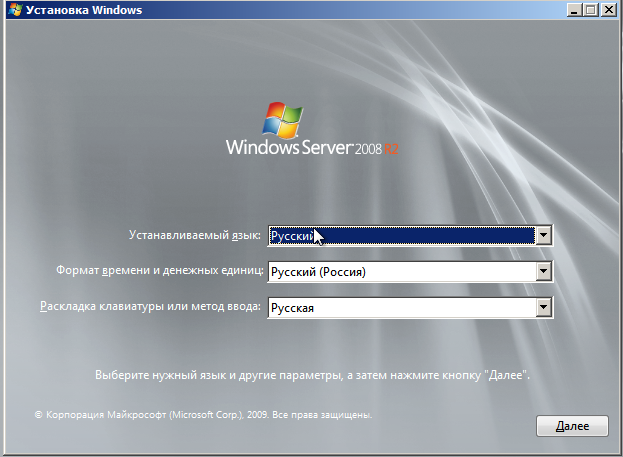 Установка Windows
Windows Server 2008 R2
Устанавливаемый язык: Русский
Формат времени и денежных единиц: Русский (Россия)
Раскладка клавиатуры или метод ввода: Русская
Выберите нужный язык и другие параметры, а затем нажмите кнопку "Далее".
© Корпорация Майкрософт (Microsoft Corp.), 2009. Все права защищены.
Далее